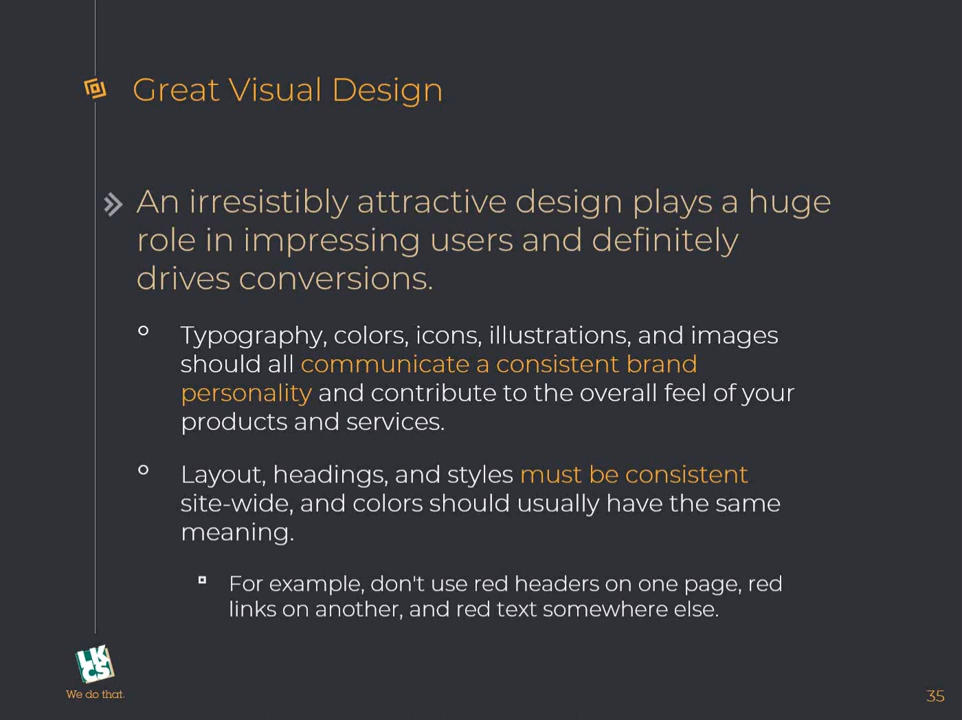 Great Visual Design
An irresistibly attractive design plays a huge
role in impressing users and definitely
drives conversions.
Typography, colors, icons, illustrations, and images
should all communicate a consistent brand
personality and contribute to the overall feel of your
products and services.
Layout, headings, and styles must be consistent
site-wide, and colors should usually have the same
meaning.
For example, don't use red headers on one page, red
links on another, and red text somewhere else.
LK
CS
We do that.
35